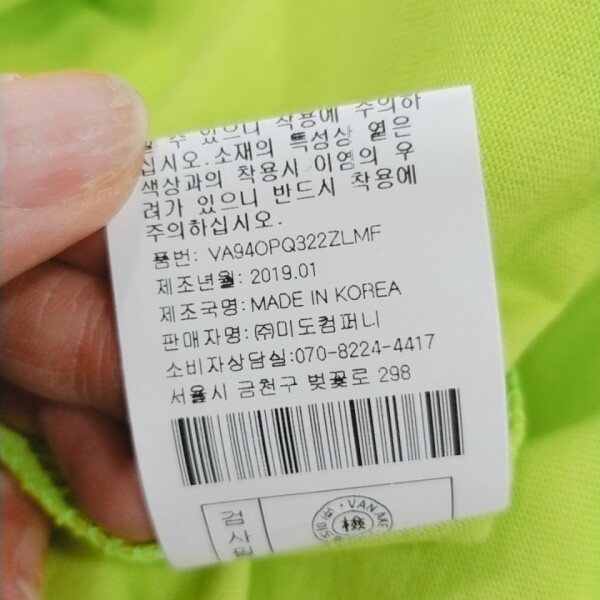 수 있으니 착용에 주의하
십시오.소재의 특성상 옅은
색상과의 착용시 이염의 우
려가 있으니 반드시 착용에
주의하십시오.
품번: VA94OPQ322ZLMF
제조년월: 2019.01
제조국명: MADE IN KOREA
판매자명: ㈜미도컴퍼니
소비자상담실:070-8224-4417
서울시 금천구 벚꽃로 298
검사
VAN
檢